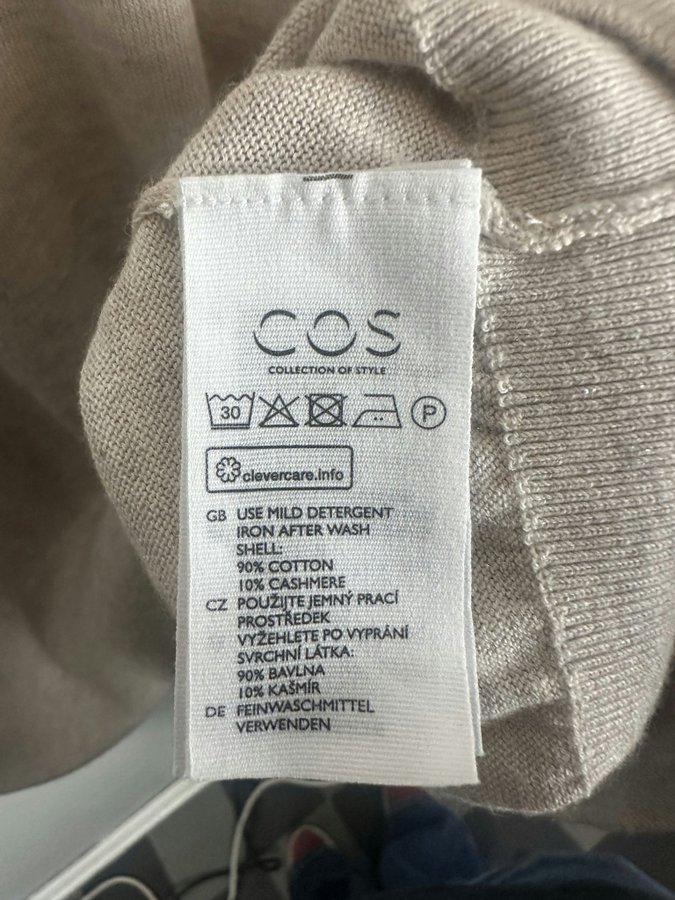 COS
COLLECTION OF STYLE
30 P
clevercare.info
GB USE MILD DETERGENT
IRON AFTER WASH
SHELL:
90% COTTON
10% CASHMERE
CZ POUŽIJTE JEMNÝ PRACÍ
PROSTŘEDEK
VYŽEHLETE PO VYPRÁNÍ
SVRCHNÍ LÁTKA:
90% BAVLNA
10% KAŠMÍR
DE FEINWASCHMITTEL
VERWENDEN